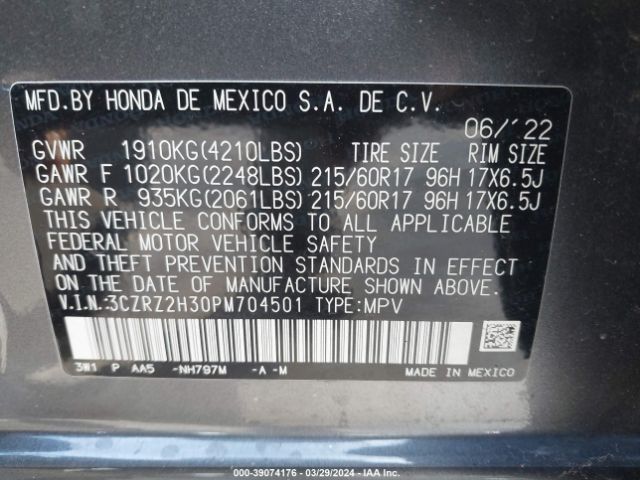 MFD.BY HONDA DE MEXICO S.A. DE C.V.
06/'22
GVWR 1910KG(4210LBS) TIRE SIZE RIM SIZE
GAWR F 1020KG(2248LBS) 215/60R17 96H 17X6.5J
GAWR R 935KG(2061LBS) 215/60R17 96H 17X6.5J
THIS VEHICLE CONFORMS TO ALL APPLICABLE
FEDERAL MOTOR VEHICLE SAFETY
AND THEFT PREVENTION STANDARDS IN EFFECT
ON THE DATE OF MANUFACTURE SHOWN ABOVE.
V.I.N.:3CZRZ2H30PM704501 TYPE:MPV
3W1 P AA5 -NH797M -A -M
MADE IN MEXICO
000-39074176 — 03/29/2024 — IAA Inc.